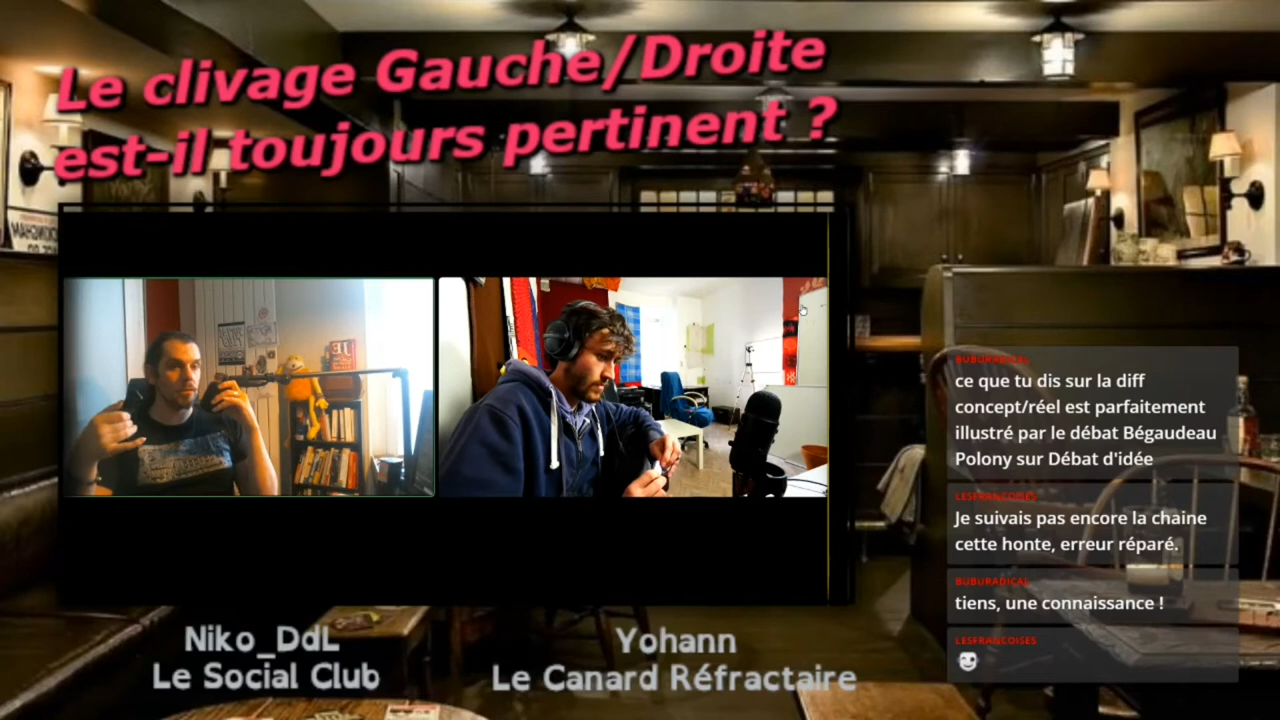 Le clivage Gauche/Droite
est-il toujours pertinent ?
BUBURADICAL
ce que tu dis sur la diff
concept/réel est parfaitement
illustré par le débat Bégaudeau
Polony sur Débat d'idée
LESFRANCOISES
Je suivais pas encore la chaine
cette honte, erreur réparé.
BUBURADICAL
tiens, une connaissance !
LESFRANCOISES
Niko_DdL
Le Social Club
Yohann
Le Canard Réfractaire